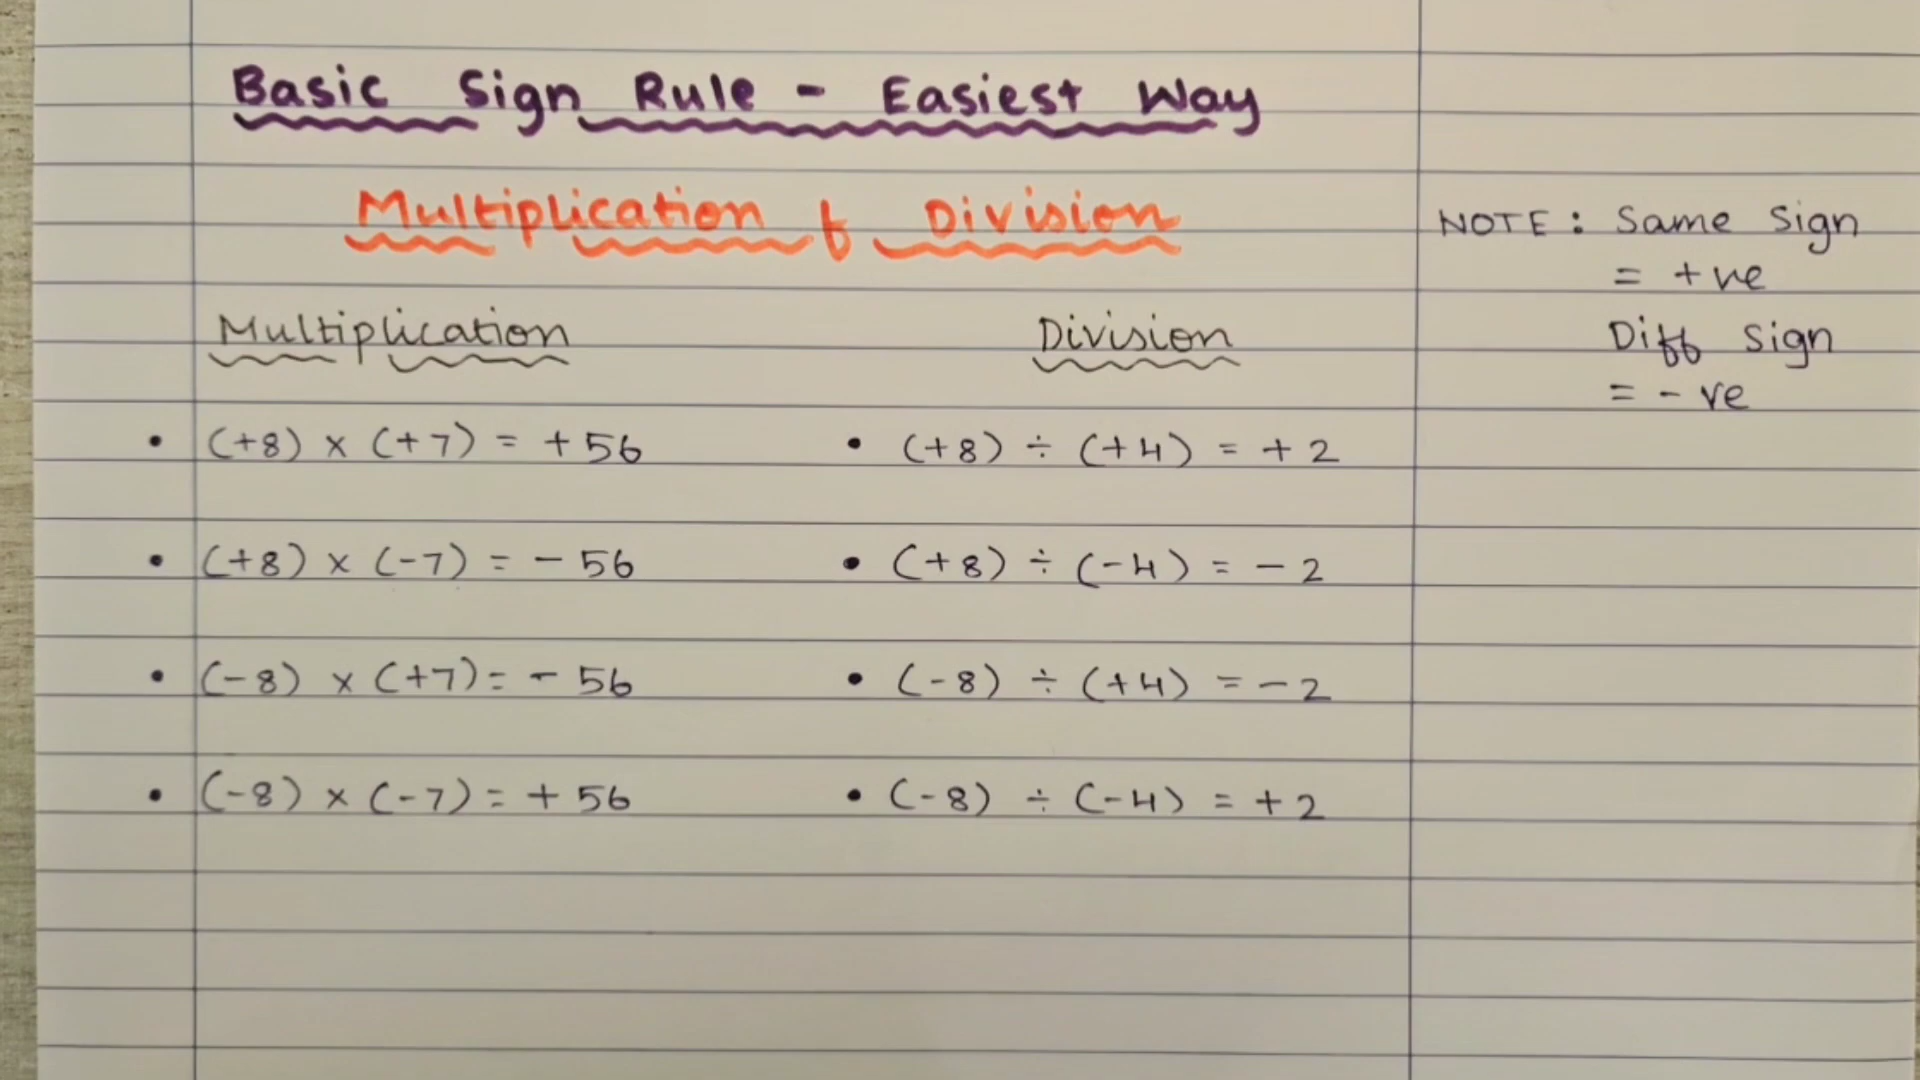 Basic Sign Rule - Easiest Way
Multiplication & Division
NOTE: Same Sign
= +ve
Diff Sign
= -ve
Multiplication
• (+8) × (+7) = +56
• (+8) × (-7) = - 56
• (-8) × (+7) = - 56
• (-8) × (-7) = + 56
Division
• (+8) ÷ (+4) = +2
• (+8) ÷ (-4) = -2
• (-8) ÷ (+4) = -2
• (-8) ÷ (-4) = +2